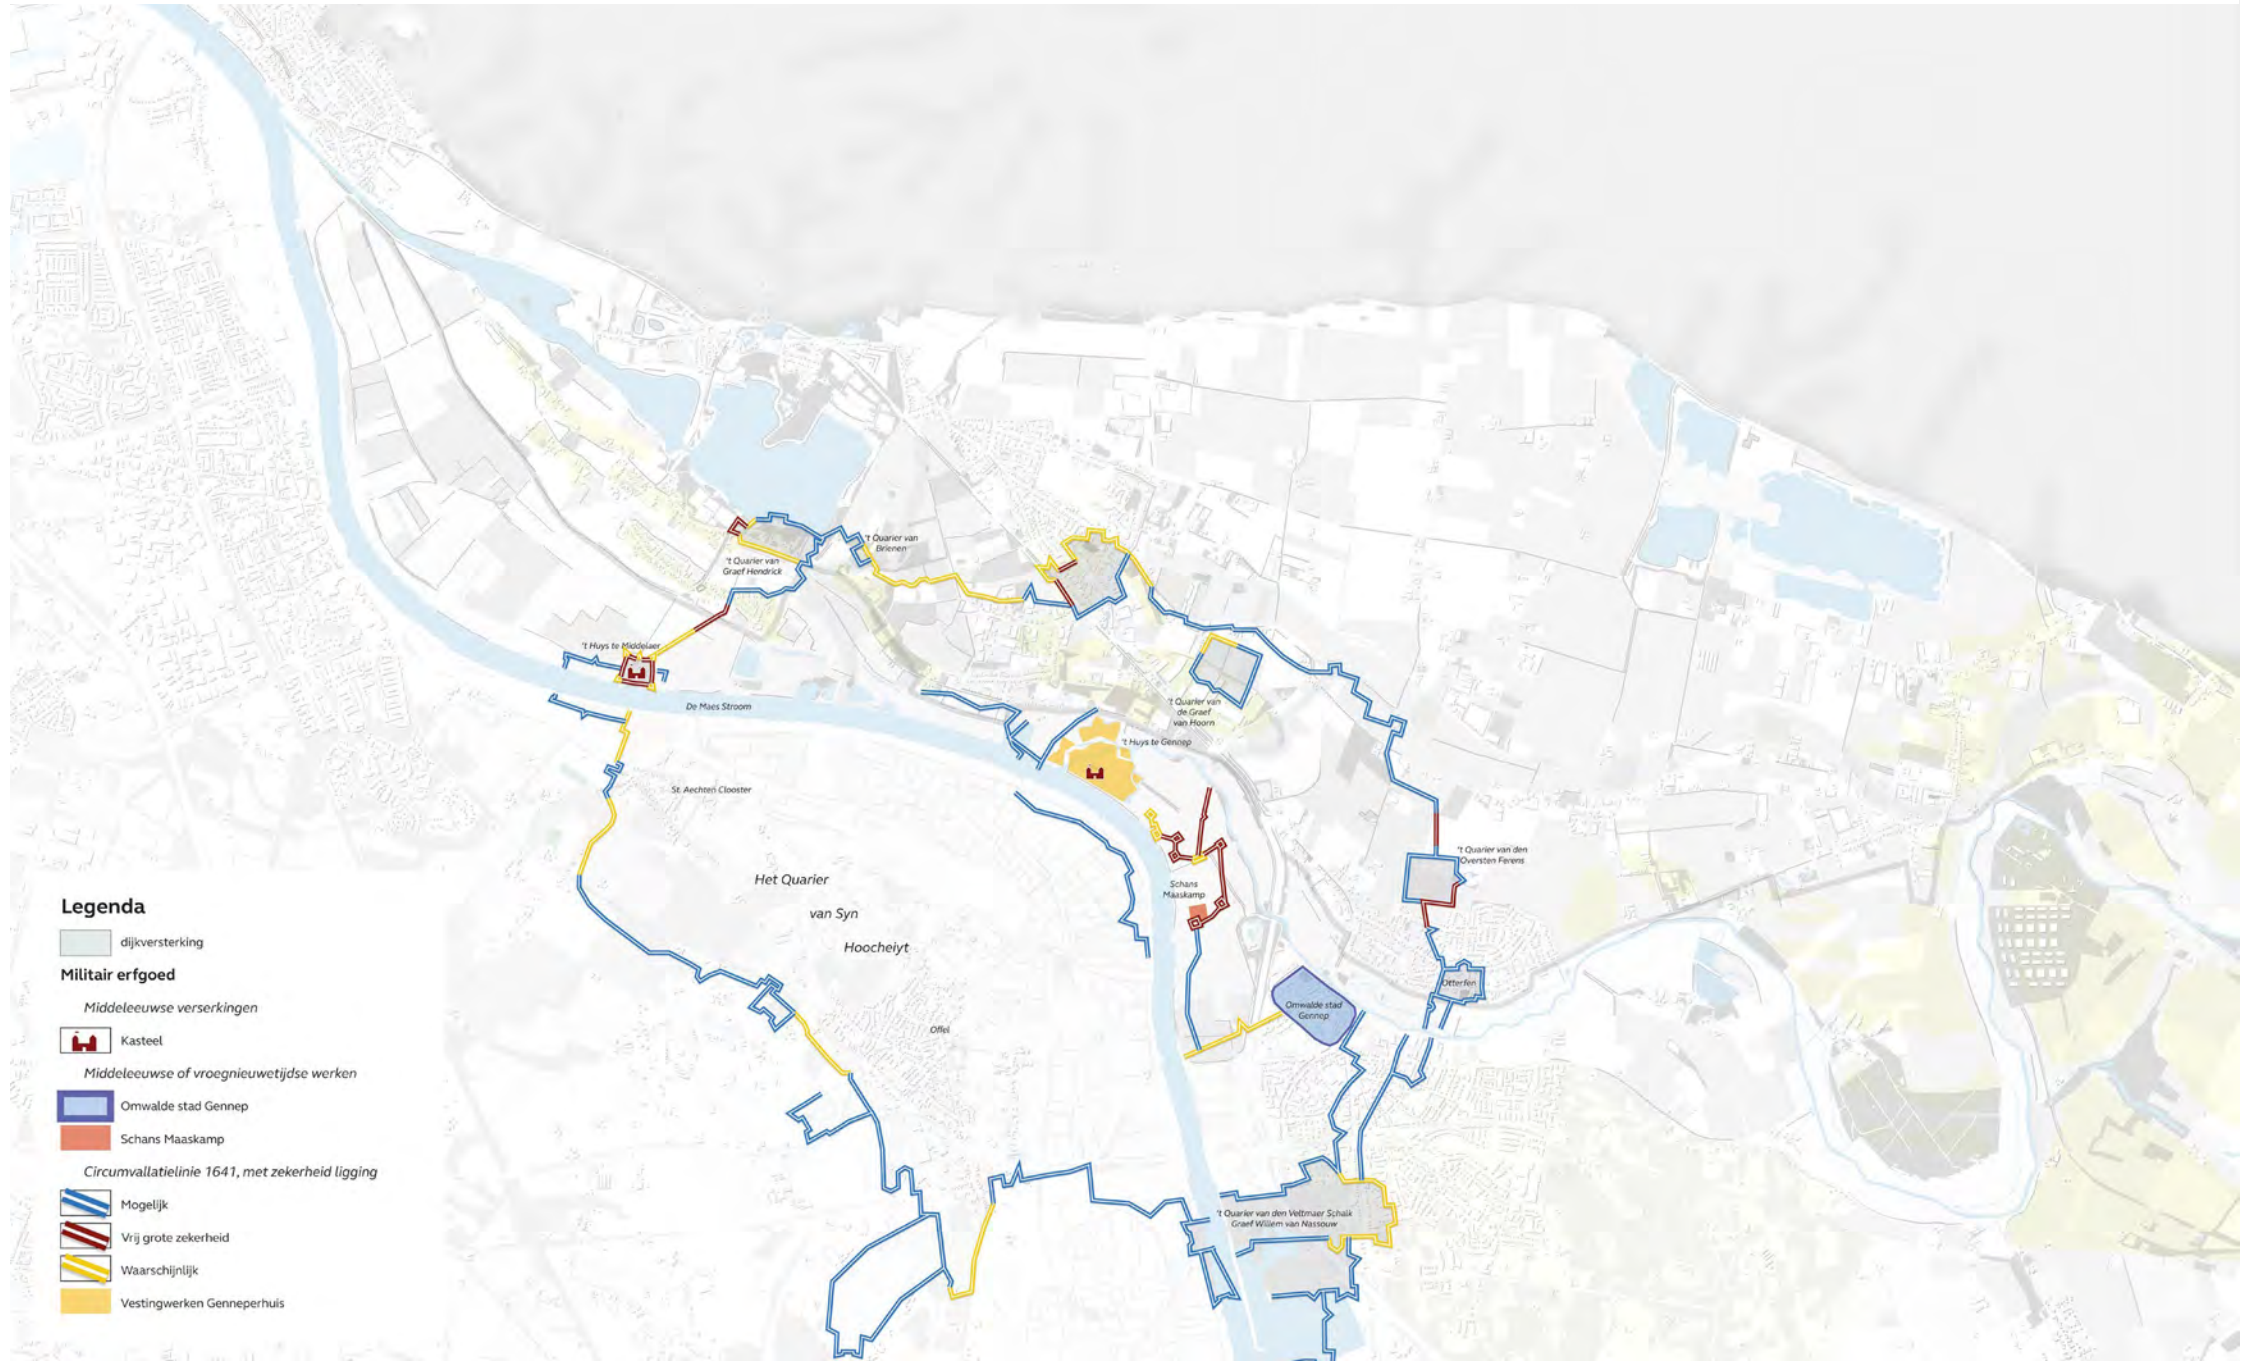 't Quarier van
Brienen
't Quarier van
Graef Hendrick
't Huys te Middelaer
De Maes Stroom
't Quarier van
de Graef
van Hoorn
't Huys te Gennep
St. Aechten Clooster
't Quarier van den
Oversten Ferens
Het Quarier
van Syn
Hoocheiyt
Schans
Maaskamp
Otterfen
Omwalde stad
Gennep
Offel
't Quarier van den Veltmaer Schalk
Graef Willem van Nassouw
Legenda
dijkversterking
Militair erfgoed
Middeleeuwse verserkingen
Kasteel
Middeleeuwse of vroegnieuwetijdse werken
Omwalde stad Gennep
Schans Maaskamp
Circumvallatielinie 1641, met zekerheid ligging
Mogelijk
Vrij grote zekerheid
Waarschijnlijk
Vestingwerken Genneperhuis